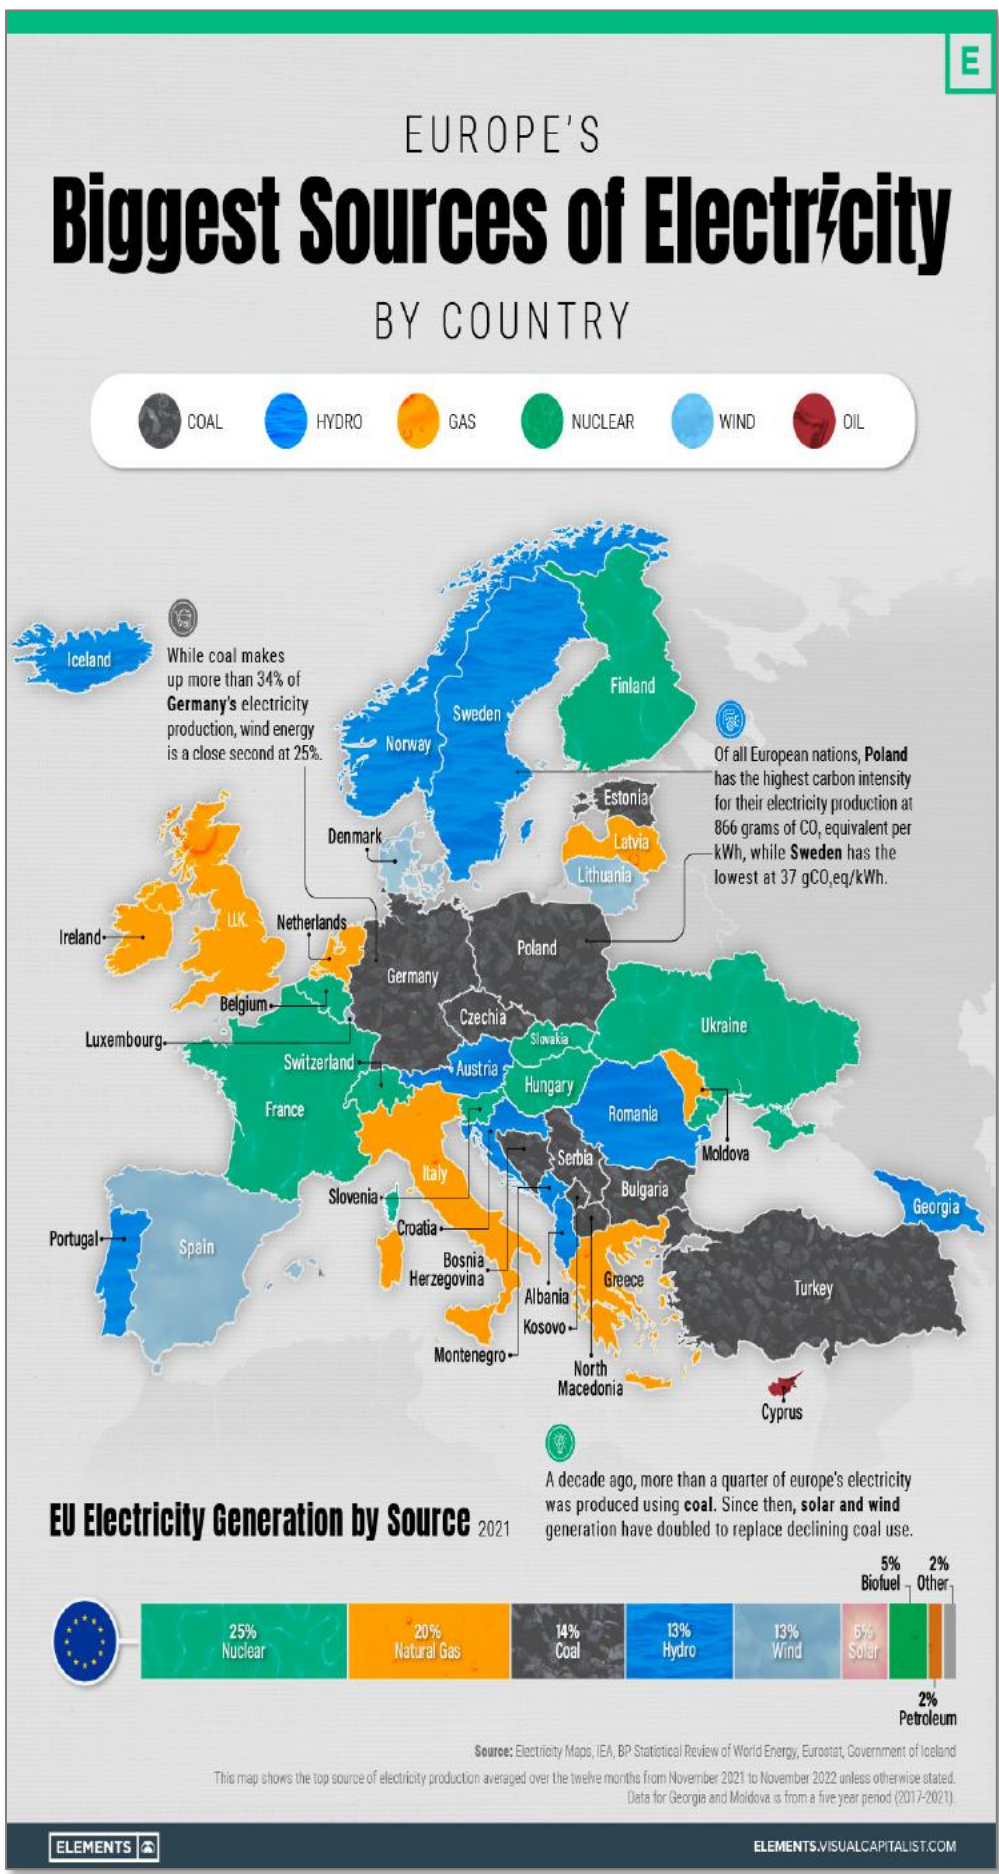 E
EUROPE'S
Biggest Sources of Electricity
BY COUNTRY
COAL
HYDRO
GAS
NUCLEAR
WIND
OIL
Iceland
While coal makes
up more than 34% of
Germany's electricity
production, wind energy
is a close second at 25%.
Finland
Sweden
Norway
Of all European nations, Poland
has the highest carbon intensity
for their electricity production at
866 grams of CO₂ equivalent per
kWh, while Sweden has the
lowest at 37 gCO₂eq/kWh.
Estonia
Latvia
Lithuania
Denmark
U.K.
Ireland
Netherlands
Poland
Germany
Belgium
Czechia
Ukraine
Luxembourg
Slovakia
Switzerland
Austria
Hungary
France
Romania
Moldova
Italy
Serbia
Slovenia
Bulgaria
Georgia
Croatia
Portugal
Spain
Bosnia
Herzegovina
Greece
Turkey
Albania
Kosovo
Montenegro
North
Macedonia
Cyprus
A decade ago, more than a quarter of europe's electricity
was produced using coal. Since then, solar and wind
generation have doubled to replace declining coal use.
EU Electricity Generation by Source 2021
25%
Nuclear
20%
Natural Gas
14%
Coal
13%
Hydro
13%
Wind
6%
Solar
5%
Biofuel
2%
Other
2%
Petroleum
Source: Electricity Maps, IEA, BP Statistical Review of World Energy, Eurostat, Government of Iceland
This map shows the top source of electricity production averaged over the twelve months from November 2021 to November 2022 unless otherwise stated.
Data for Georgia and Moldova is from a five year period (2017-2021).
ELEMENTS
ELEMENTS.VISUALCAPITALIST.COM